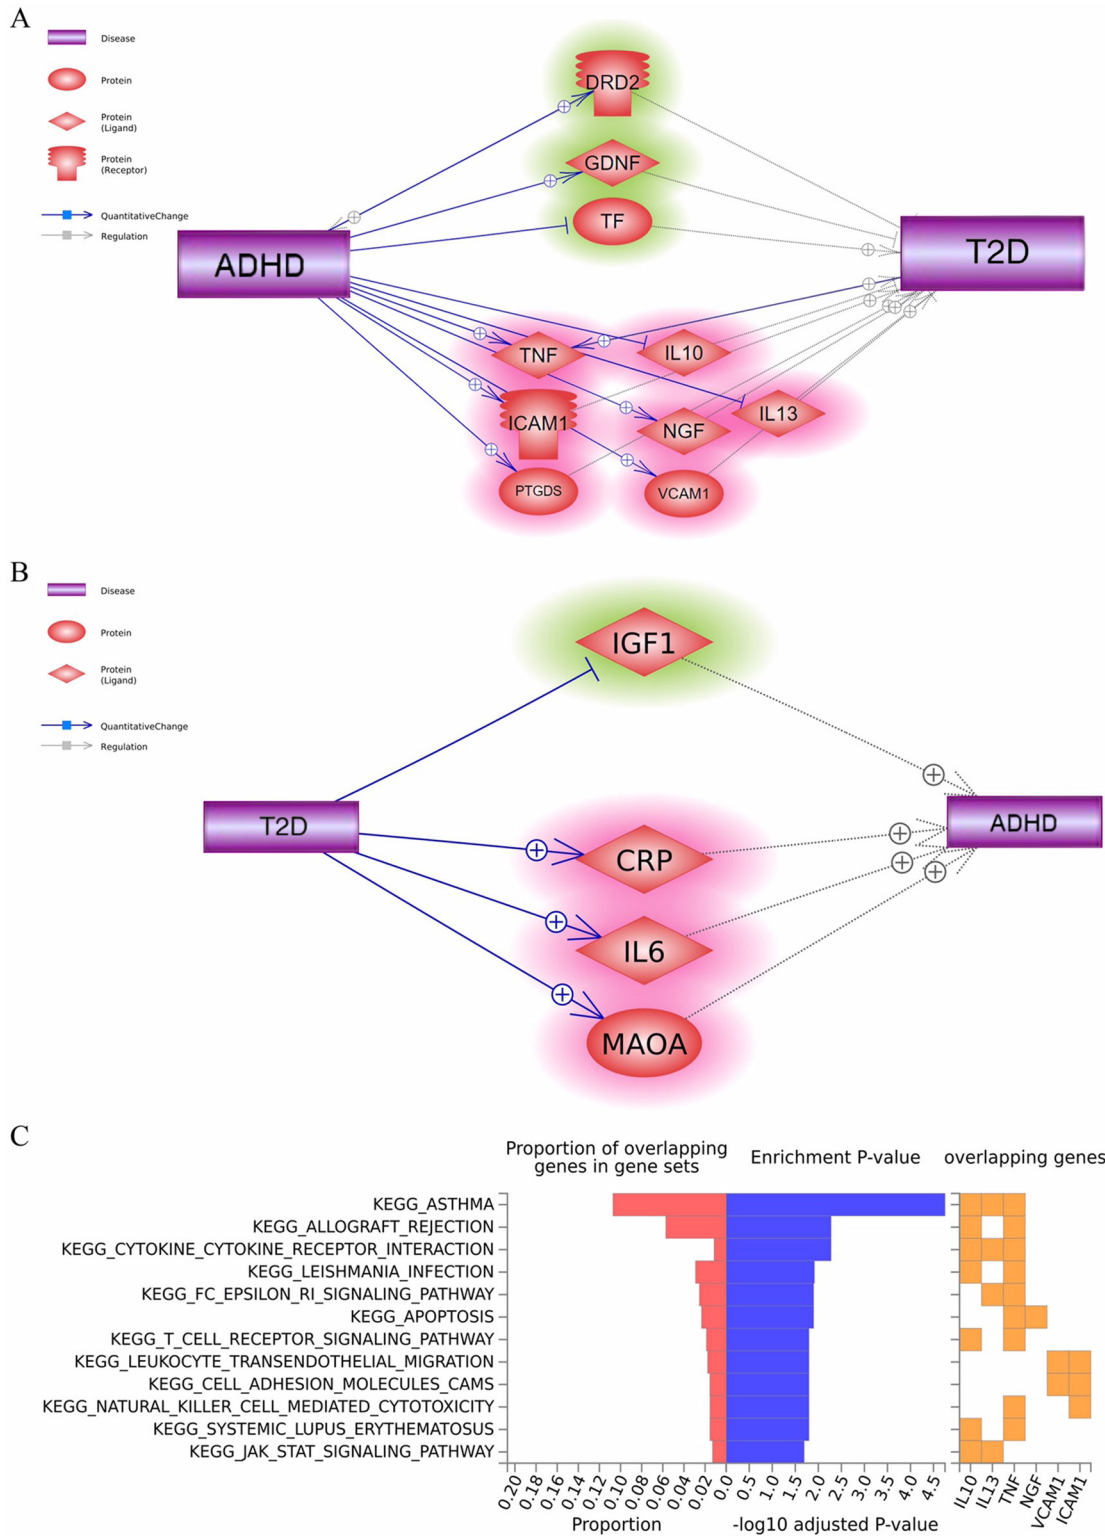 A
Disease
Protein
Protein
(Ligand)
Protein
(Receptor)
QuantitativeChange
Regulation
DRD2
GDNF
TF
ADHD
T2D
TNF
IL10
ICAM1
NGF
IL13
PTGDS
VCAM1
B
Disease
Protein
Protein
(Ligand)
QuantitativeChange
Regulation
IGF1
T2D
ADHD
CRP
IL6
MAOA
C
Proportion of overlapping
genes in gene sets
Enrichment P-value
overlapping genes
KEGG_ASTHMA
KEGG_ALLOGRAFT_REJECTION
KEGG_CYTOKINE_CYTOKINE_RECEPTOR_INTERACTION
KEGG_LEISHMANIA_INFECTION
KEGG_FC_EPSILON_RI_SIGNALING_PATHWAY
KEGG_APOPTOSIS
KEGG_T_CELL_RECEPTOR_SIGNALING_PATHWAY
KEGG_LEUKOCYTE_TRANSENDOTHELIAL_MIGRATION
KEGG_CELL_ADHESION_MOLECULES_CAMS
KEGG_NATURAL_KILLER_CELL_MEDIATED_CYTOTOXICITY
KEGG_SYSTEMIC_LUPUS_ERYTHEMATOSUS
KEGG_JAK_STAT_SIGNALING_PATHWAY
0.20 0.18 0.16 0.14 0.12 0.10 0.08 0.06 0.04 0.02 0.0 0.5 1.0 1.5 2.0 2.5 3.0 3.5 4.0 4.5
IL10 IL13 TNF NGF VCAM1 ICAM1
Proportion
-log10 adjusted P-value